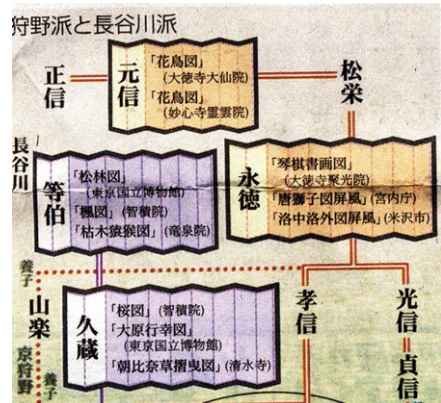 狩野派と長谷川派
正信
元信
「花鳥図」
(大徳寺大仙院)
「花鳥図」
(妙心寺霊雲院)
松栄
長谷川
等伯
「松林図」
(東京国立博物館)
「楓図」(智積院)
「枯木猿猴図」(竜泉院)
永徳
「琴棋書画図」
(大徳寺聚光院)
「唐獅子図屏風」(宮内庁)
「洛中洛外図屏風」(米沢市)
養子
山楽
京狩野
養子
久蔵
「桜図」(智積院)
「大原行幸図」
(東京国立博物館)
「朝比奈草摺曳図」(清水寺)
孝信
光信
貞信